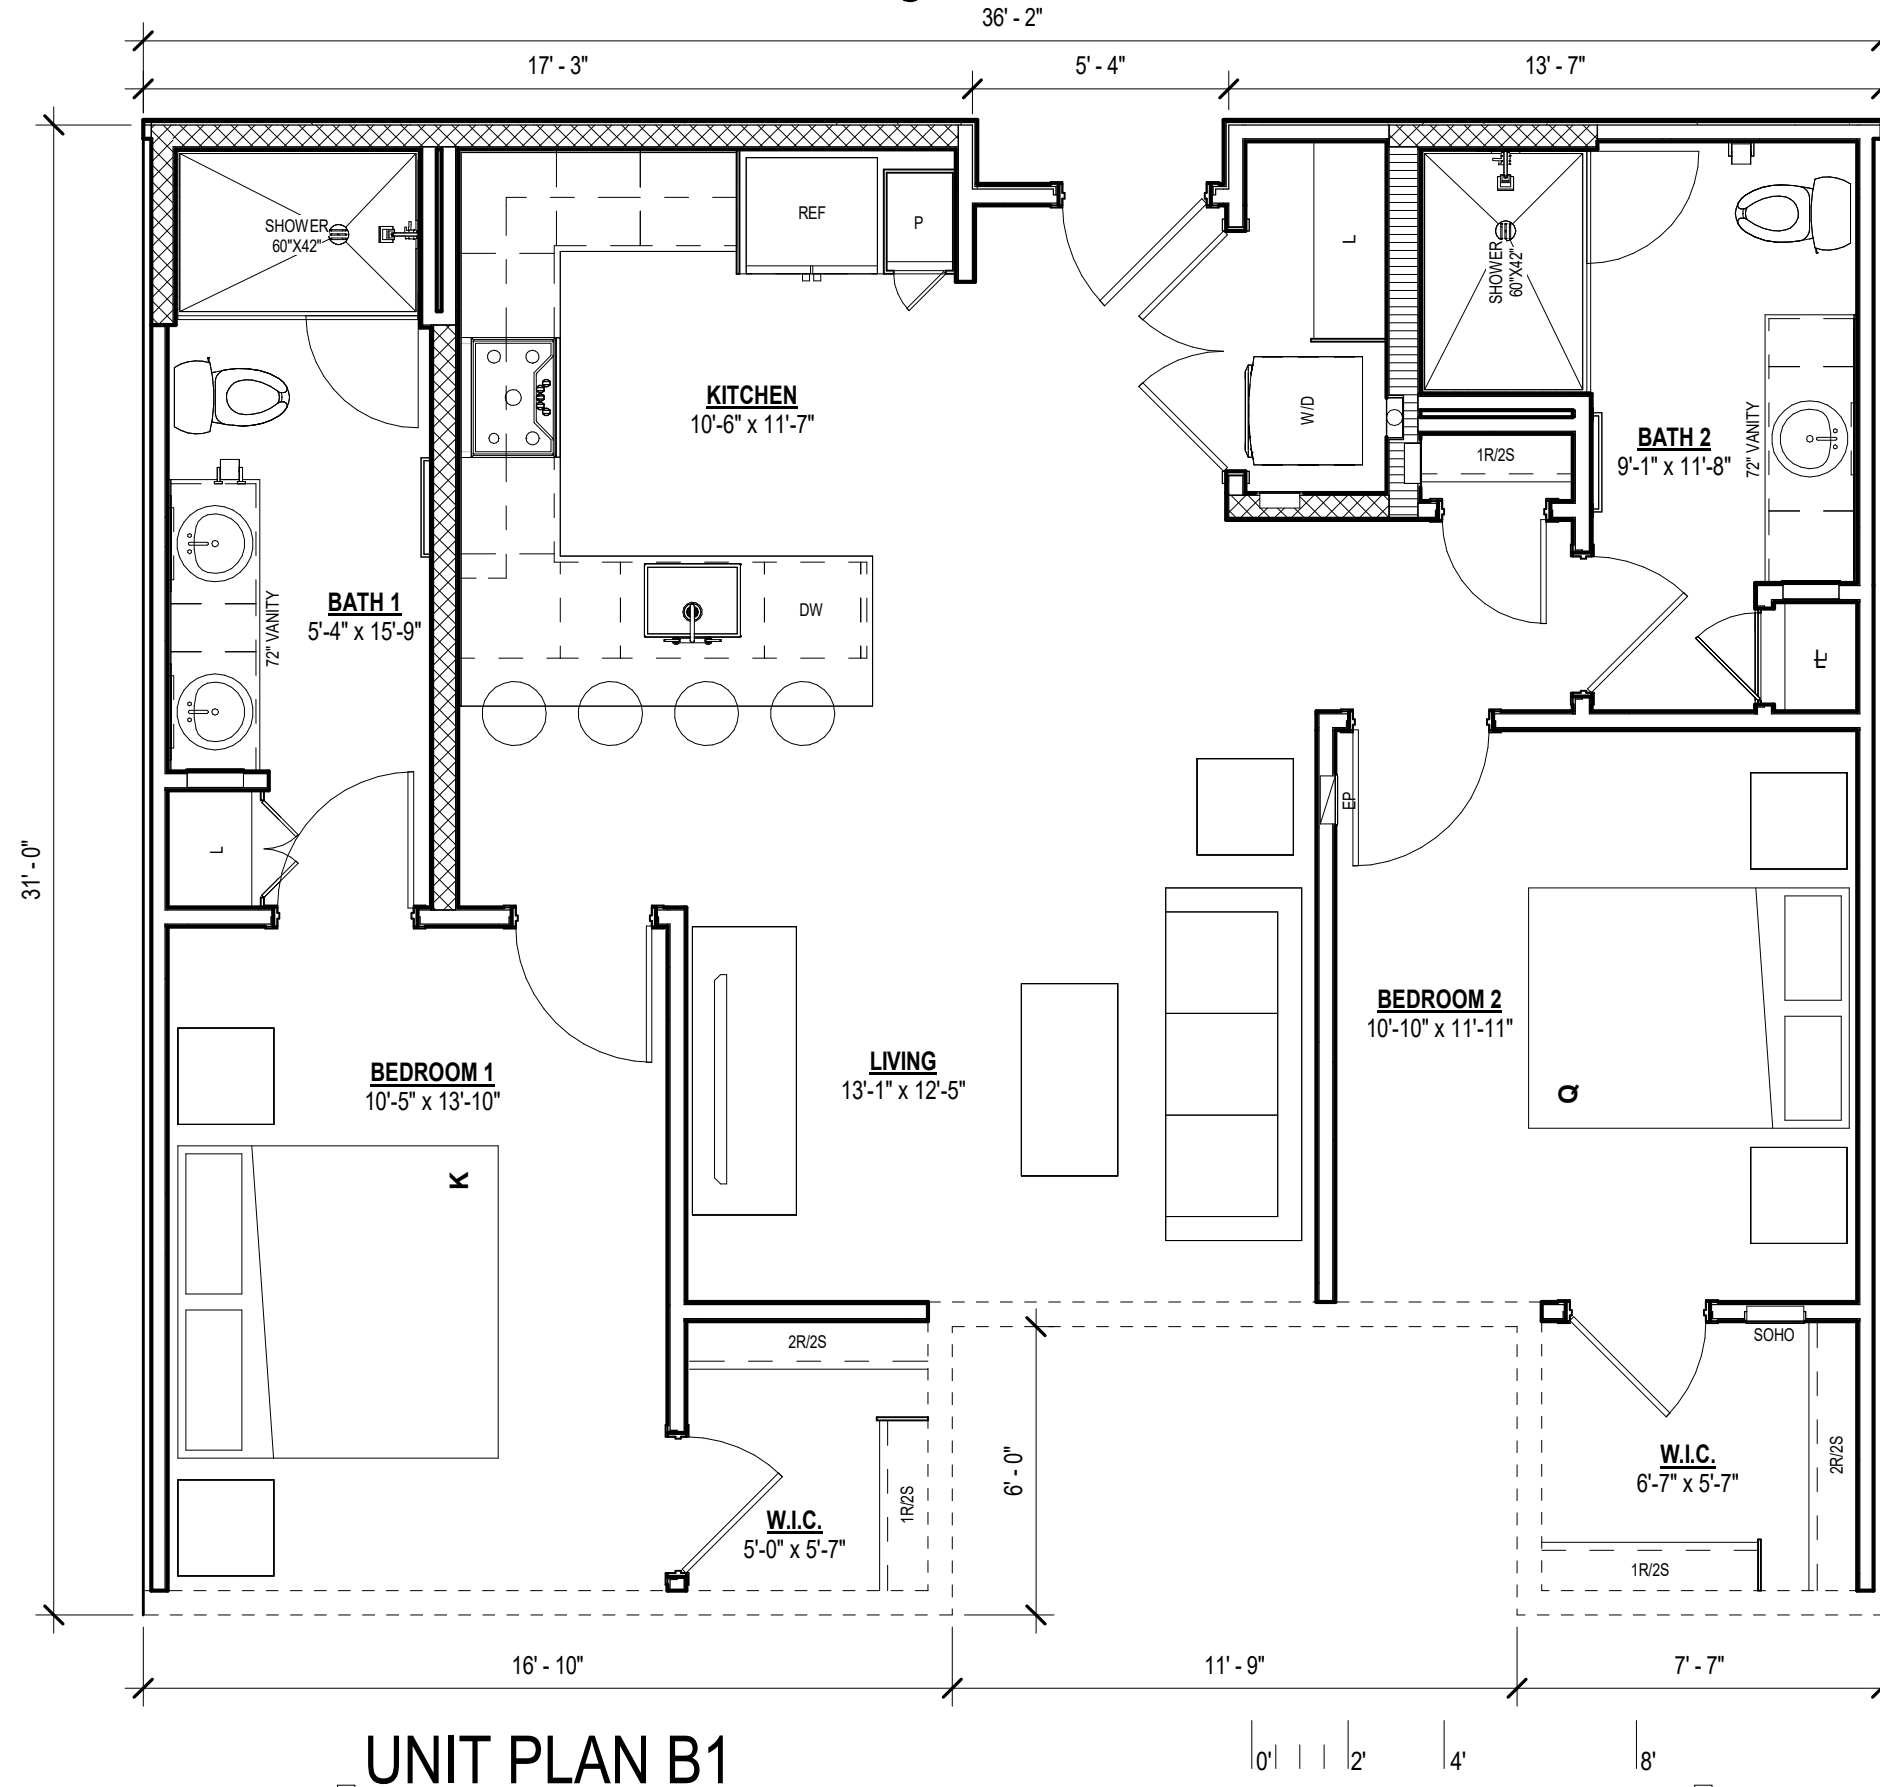 36' - 2"
17' - 3"
5' - 4"
13' - 7"
SHOWER
60"X42"
REF
P
L
SHOWER
60"X42"
KITCHEN
10'-6" x 11'-7"
W/D
1R/2S
BATH 2
9'-1" x 11'-8"
72" VANITY
BATH 1
5'-4" x 15'-9"
72" VANITY
DW
L
EP
31' - 0"
BEDROOM 2
10'-10" x 11'-11"
Q
LIVING
13'-1" x 12'-5"
BEDROOM 1
10'-5" x 13'-10"
K
2R/2S
SOHO
6' - 0"
1R/2S
W.I.C.
5'-0" x 5'-7"
W.I.C.
6'-7" x 5'-7"
2R/2S
1R/2S
16' - 10"
11' - 9"
7' - 7"
UNIT PLAN B1
0' 2' 4' 8'